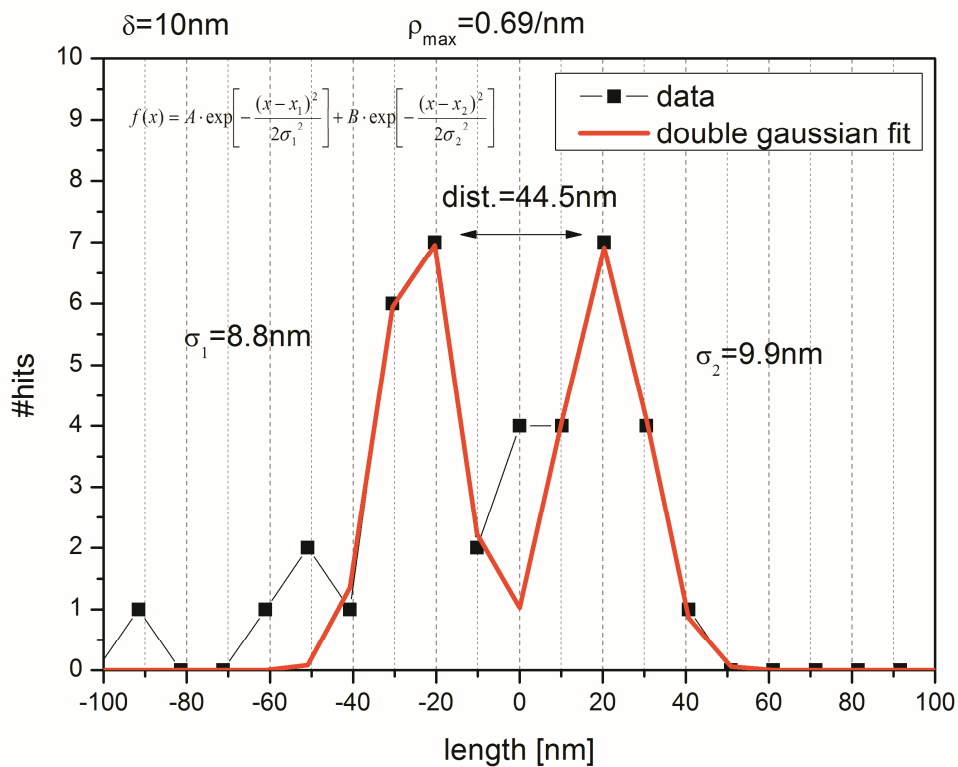 δ=10nm ρmax=0.69/nm
f(x) = A·exp[−(x−x₁)²/2σ₁²] + B·exp[−(x−x₂)²/2σ₂²]
data
double gaussian fit
dist.=44.5nm
σ₁=8.8nm
σ₂=9.9nm
#hits
10
9
8
7
6
5
4
3
2
1
0
-100 -80 -60 -40 -20 0 20 40 60 80 100
length [nm]